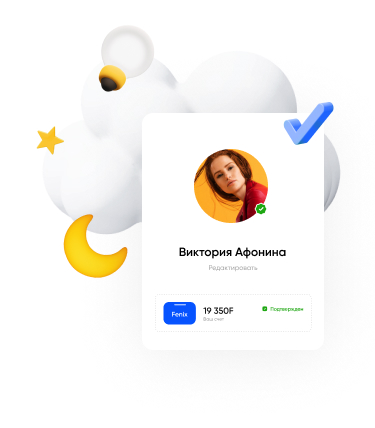 Виктория Афонина
Редактировать
Fenix
19 350F
Ваш счет
Подтвержден